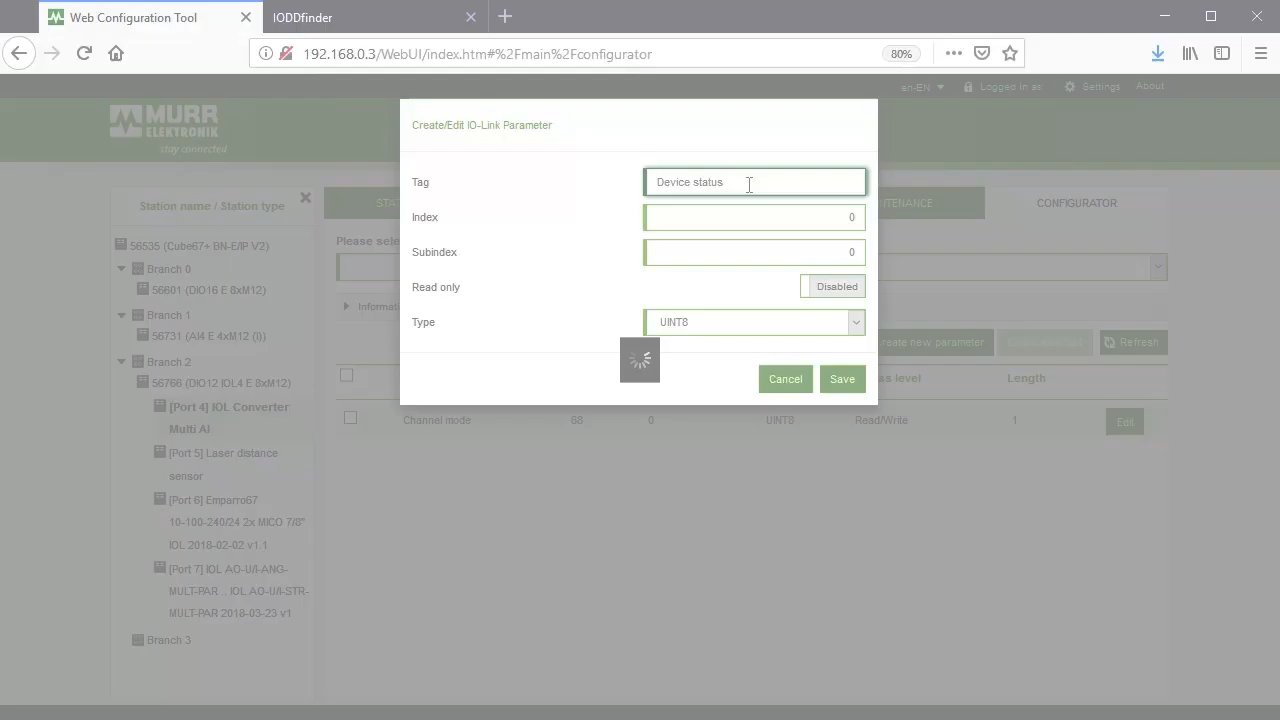 Web Configuration Tool
IODDfinder
192.168.0.3/WebUI/index.htm#%2Fmain%2Fconfigurator
80%
en-EN
Logged in as
Settings
About
MURR
ELEKTRONIK
stay connected
Create/Edit IO-Link Parameter
Tag
Device status
Index
0
Subindex
0
Read only
Disabled
Type
UINT8
Cancel
Save
Station name / Station type
56535 (Cube67+ BN-E/IP V2)
Branch 0
56601 (DIO16 E 8xM12)
Branch 1
56731 (AI4 E 4xM12 (I))
Branch 2
56766 (DIO12 IOL4 E 8xM12)
[Port 4] IOL Converter
Multi AI
[Port 5] Laser distance
sensor
[Port 6] Emparro67
10-100-240/24 2x MICO 7/8"
IOL 2018-02-02 v1.1
[Port 7] IOL AO-U/I-ANG-
MULT-PAR .. IOL AO-U/I-STR-
MULT-PAR 2018-03-23 v1
Branch 3
CONFIGURATOR
Please sele
Informati
reate new parameter
Refresh
level
Length
Channel mode
68
0
UINT8
Read/Write
1
Edit